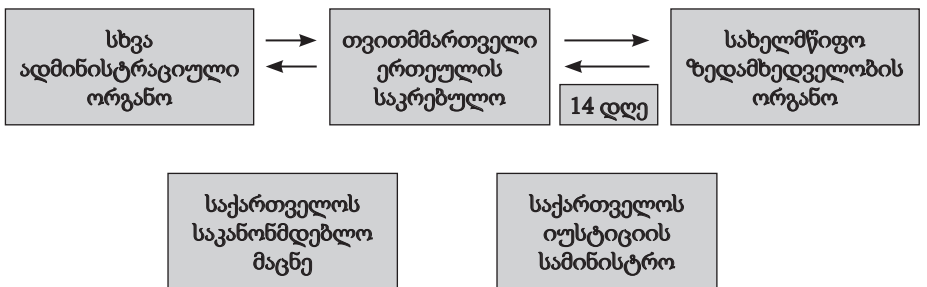 სხვა
ადმინისტრაციული
ორგანო
თვითმმართველი
ერთეულის
საკრებულო
14 დღე
სახელმწიფო
ზედამხედველობის
ორგანო
საქართველოს
საკანონმდებლო
მაცნე
საქართველოს
იუსტიციის
სამინისტრო